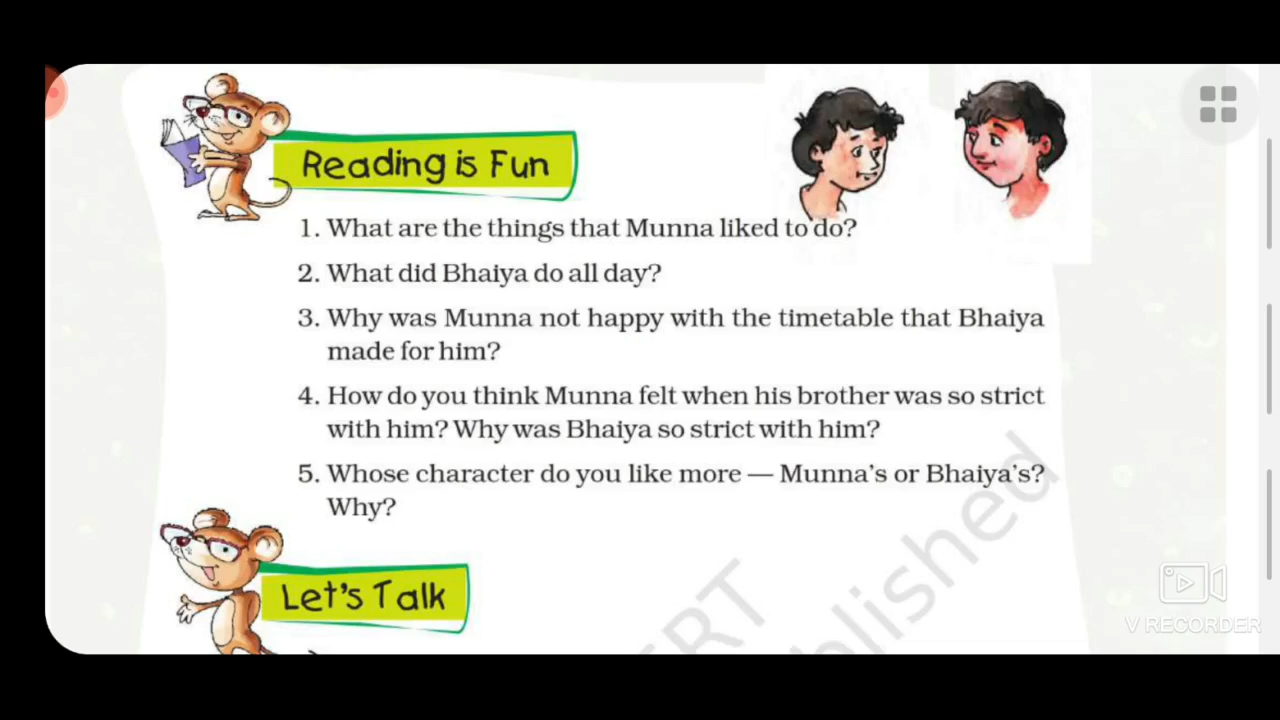 Reading is Fun
1. What are the things that Munna liked to do?
2. What did Bhaiya do all day?
3. Why was Munna not happy with the timetable that Bhaiya
made for him?
4. How do you think Munna felt when his brother was so strict
with him? Why was Bhaiya so strict with him?
5. Whose character do you like more — Munna's or Bhaiya's?
Why?
Let's Talk
V RECORDER